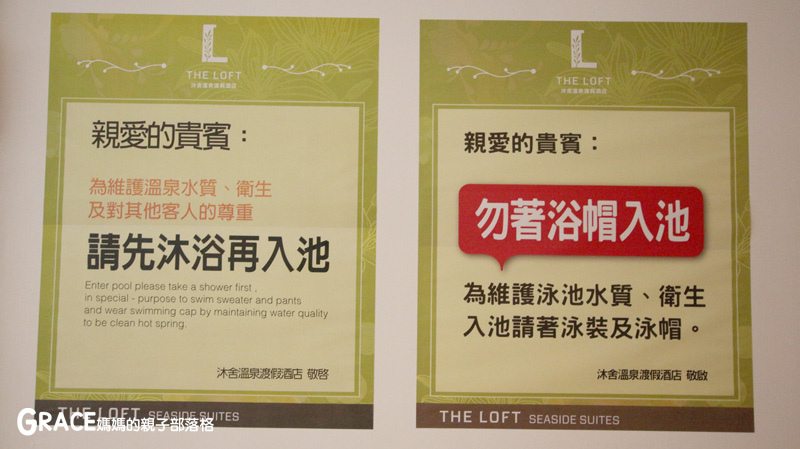 THE LOFT
沐舍溫泉渡假酒店
親愛的貴賓：
為維護溫泉水質、衛生
及對其他客人的尊重
請先沐浴再入池
Enter pool please take a shower first ,
in special - purpose to swim sweater and pants
and wear swimming cap by maintaining water quality
to be clean hot spring.
沐舍溫泉渡假酒店 敬啓
THE LOFT SEASIDE SUITES
THE LOFT
沐舍溫泉渡假酒店
親愛的貴賓：
勿著浴帽入池
為維護泳池水質、衛生
入池請著泳裝及泳帽。
沐舍溫泉渡假酒店 敬啟
THE LOFT SEASIDE SUITES
GRACE媽媽的親子部落格